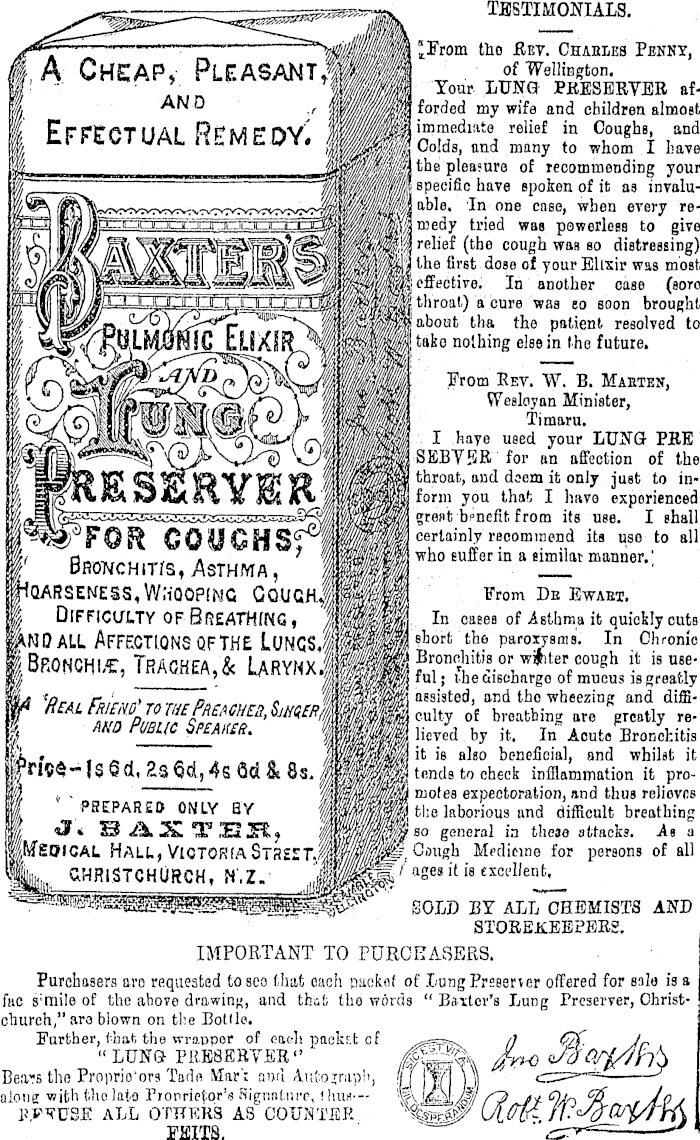 A CHEAP, PLEASANT,
AND
EFFECTUAL REMEDY.
BAXTER'S
PULMONIC ELIXIR
AND
LUNG
PRESERVER
FOR COUGHS,
BRONCHITIS, ASTHMA,
HOARSENESS, WHOOPING COUGH.
DIFFICULTY OF BREATHING,
AND ALL AFFECTIONS OF THE LUNGS.
BRONCHIÆ, TRACHEA, & LARYNX.
A 'REAL FRIEND' TO THE PREACHER, SINGER,
AND PUBLIC SPEAKER.
Price-1s 6d, 2s 6d, 4s 6d & 8s.
PREPARED ONLY BY
J. BAXTER,
MEDICAL HALL, VICTORIA STREET,
CHRISTCHURCH, N.Z.
TESTIMONIALS.
From the REV. CHARLES PENNY,
of Wellington.
Your LUNG PRESERVER af-
forded my wife and children almost
immediate relief in Coughs, and
Colds, and many to whom I have
the pleasure of recommending your
specific have spoken of it as invalu-
able. In one case, when every re-
medy tried was powerless to give
relief (the cough was so distressing)
the first dose of your Elixir was most
effective. In another case (sore
throat) a cure was so soon brought
about tha the patient resolved to
take nothing else in the future.
From REV. W. B. MARTEN,
Wesleyan Minister,
Timaru.
I have used your LUNG PRE
SERVER for an affection of the
throat, and deem it only just to in-
form you that I have experienced
great benefit from its use. I shall
certainly recommend its use to all
who suffer in a similar manner.
From DR EWART.
In cases of Asthma it quickly cuts
short the paroxysms. In Chronic
Bronchitis or winter cough it is use-
ful; the discharge of mucus is greatly
assisted, and the wheezing and diffi-
culty of breathing are greatly re-
lieved by it. In Acute Bronchitis
it is also beneficial, and whilst it
tends to check infllammation it pro-
motes expectoration, and thus relieves
the laborious and difficult breathing
so general in these attacks. As a
Cough Medicine for persons of all
ages it is excellent.
SOLD BY ALL CHEMISTS AND
STOREKEEPERS.
IMPORTANT TO PURCHASERS.
Purchasers are requested to see that each packet of Lung Preserver offered for sale is a
fac simile of the above drawing, and that the words "Baxter's Lung Preserver, Christ-
church," are blown on the Bottle.
Further, that the wrapper of each packet of
"LUNG PRESERVER"
Bears the Proprietors Tade Mark and Autograph,
along with the late Proprietor's Signature, thus--
REFUSE ALL OTHERS AS COUNTER
FEITS.
SIC EST VITA
NIL DESPERANDUM
Jno Baxter
Robt. W. Baxter